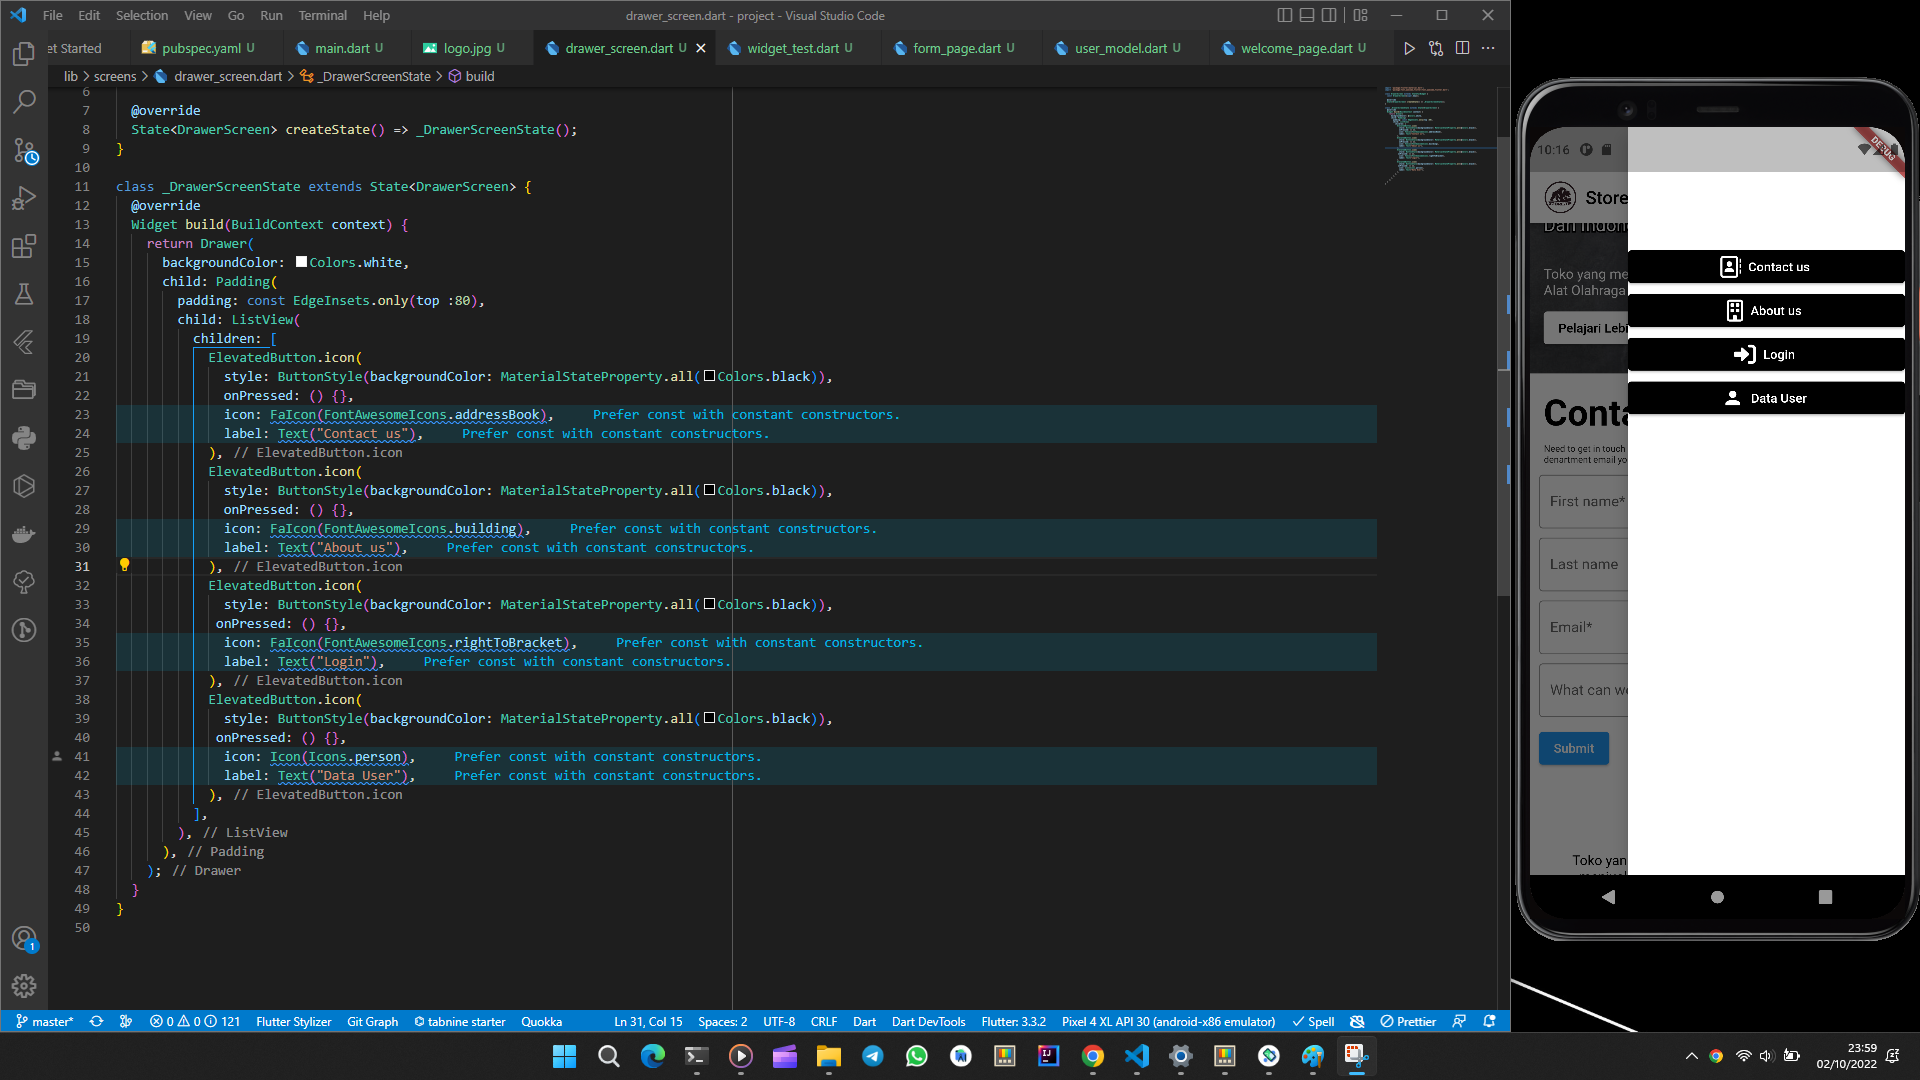 File Edit Selection View Go Run Terminal Help
drawer_screen.dart - project - Visual Studio Code
et Started
pubspec.yaml U
main.dart U
logo.jpg U
drawer_screen.dart U
widget_test.dart U
form_page.dart U
user_model.dart U
welcome_page.dart U
lib > screens > drawer_screen.dart > _DrawerScreenState > build
6
7 @override
8 State<DrawerScreen> createState() => _DrawerScreenState();
9 }
10
11 class _DrawerScreenState extends State<DrawerScreen> {
12 @override
13 Widget build(BuildContext context) {
14 return Drawer(
15 backgroundColor: Colors.white,
16 child: Padding(
17 padding: const EdgeInsets.only(top :80),
18 child: ListView(
19 children: [
20 ElevatedButton.icon(
21 style: ButtonStyle(backgroundColor: MaterialStateProperty.all(Colors.black)),
22 onPressed: () {},
23 icon: FaIcon(FontAwesomeIcons.addressBook), Prefer const with constant constructors.
24 label: Text("Contact us"), Prefer const with constant constructors.
25 ), // ElevatedButton.icon
26 ElevatedButton.icon(
27 style: ButtonStyle(backgroundColor: MaterialStateProperty.all(Colors.black)),
28 onPressed: () {},
29 icon: FaIcon(FontAwesomeIcons.building), Prefer const with constant constructors.
30 label: Text("About us"), Prefer const with constant constructors.
31 ), // ElevatedButton.icon
32 ElevatedButton.icon(
33 style: ButtonStyle(backgroundColor: MaterialStateProperty.all(Colors.black)),
34 onPressed: () {},
35 icon: FaIcon(FontAwesomeIcons.rightToBracket), Prefer const with constant constructors.
36 label: Text("Login"), Prefer const with constant constructors.
37 ), // ElevatedButton.icon
38 ElevatedButton.icon(
39 style: ButtonStyle(backgroundColor: MaterialStateProperty.all(Colors.black)),
40 onPressed: () {},
41 icon: Icon(Icons.person), Prefer const with constant constructors.
42 label: Text("Data User"), Prefer const with constant constructors.
43 ), // ElevatedButton.icon
44 ],
45 ), // ListView
46 ), // Padding
47 ); // Drawer
48 }
49 }
50
1
master* 0 0 121 Flutter Stylizer Git Graph tabnine starter Quokka
Ln 31, Col 15 Spaces: 2 UTF-8 CRLF Dart Dart DevTools Flutter: 3.3.2 Pixel 4 XL API 30 (android-x86 emulator) Spell Prettier
10:16
DEBUG
Store
Dari Indon
Toko yang me
Alat Olahraga
Pelajari Lebi
Conta
Need to get in touch
denartment email yo
First name*
Last name
Email*
What can we
Submit
Toko yan
Contact us
About us
Login
Data User
23:59
02/10/2022